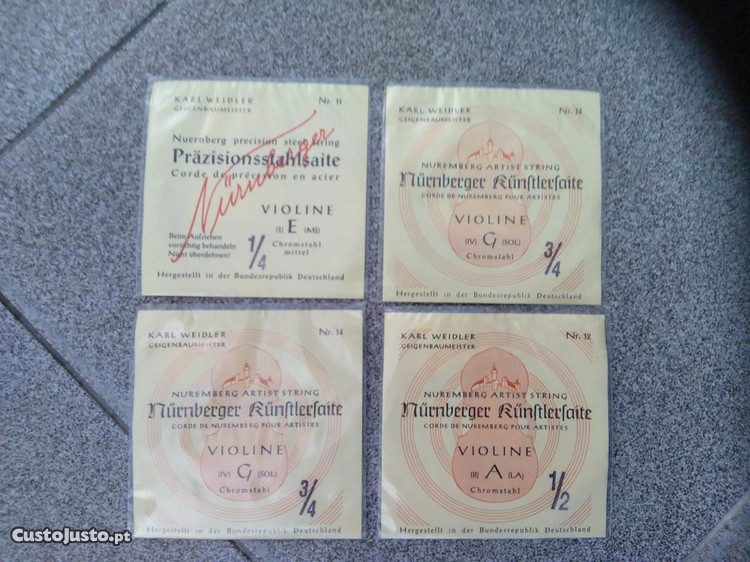 KARL WEIDLER Nr. 11
GEIGENBAUMEISTER
Nuernberg precision steel string
Präzisionsstahlsaite
Corde de précision en acier
Nürnberger
VIOLINE
(I) E (MI)
Beim Aufziehen
vorsichtig behandeln
Nicht überdehnen!
1/4
Chromstahl
mittel
Hergestellt in der Bundesrepublik Deutschland
KARL WEIDLER Nr. 14
GEIGENBAUMEISTER
NUREMBERG ARTIST STRING
Nürnberger Künstlersaite
CORDE DE NUREMBERG POUR ARTISTES
VIOLINE
(IV) G (SOL)
Chromstahl
3/4
Hergestellt in der Bundesrepublik Deutschland
KARL WEIDLER Nr. 14
GEIGENBAUMEISTER
NUREMBERG ARTIST STRING
Nürnberger Künstlersaite
CORDE DE NUREMBERG POUR ARTISTES
VIOLINE
(IV) G (SOL)
Chromstahl
3/4
Hergestellt in der Bundesrepublik Deutschland
KARL WEIDLER Nr. 12
GEIGENBAUMEISTER
NUREMBERG ARTIST STRING
Nürnberger Künstlersaite
CORDE DE NUREMBERG POUR ARTISTES
VIOLINE
(II) A (LA)
Chromstahl
1/2
Hergestellt in der Bundesrepublik Deutschland
CustoJusto.pt